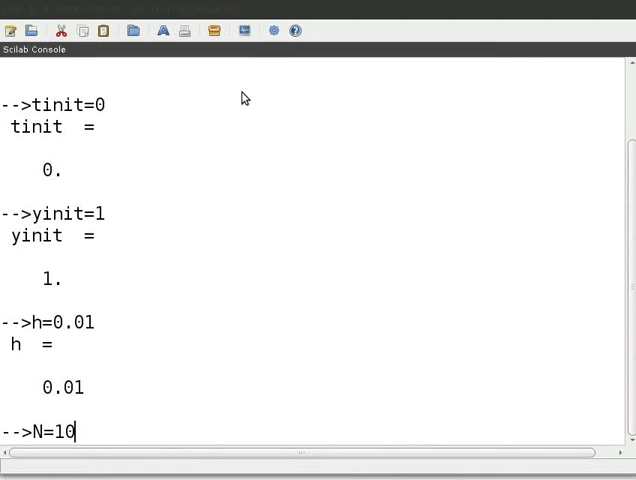 Scilab Console
-->tinit=0
tinit  =
0.
-->yinit=1
yinit  =
1.
-->h=0.01
h  =
0.01
-->N=10